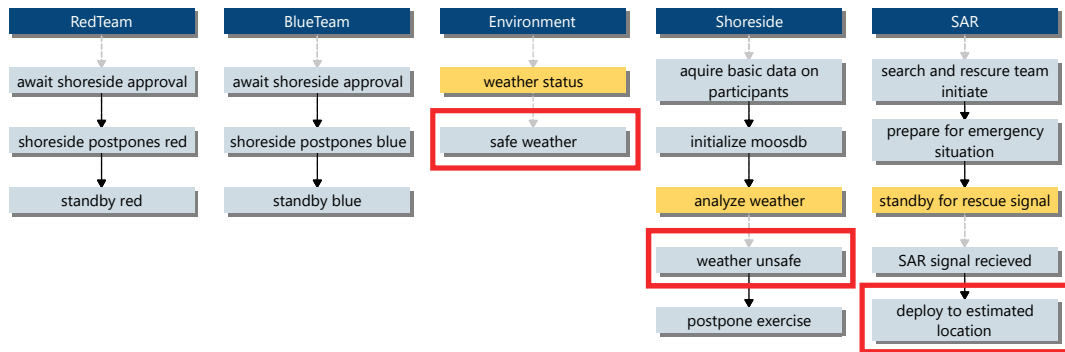 RedTeam
await shoreside approval
shoreside postpones red
standby red
BlueTeam
await shoreside approval
shoreside postpones blue
standby blue
Environment
weather status
safe weather
Shoreside
aquire basic data on
participants
initialize moosdb
analyze weather
weather unsafe
postpone exercise
SAR
search and rescure team
initiate
prepare for emergency
situation
standby for rescue signal
SAR signal recieved
deploy to estimated
location